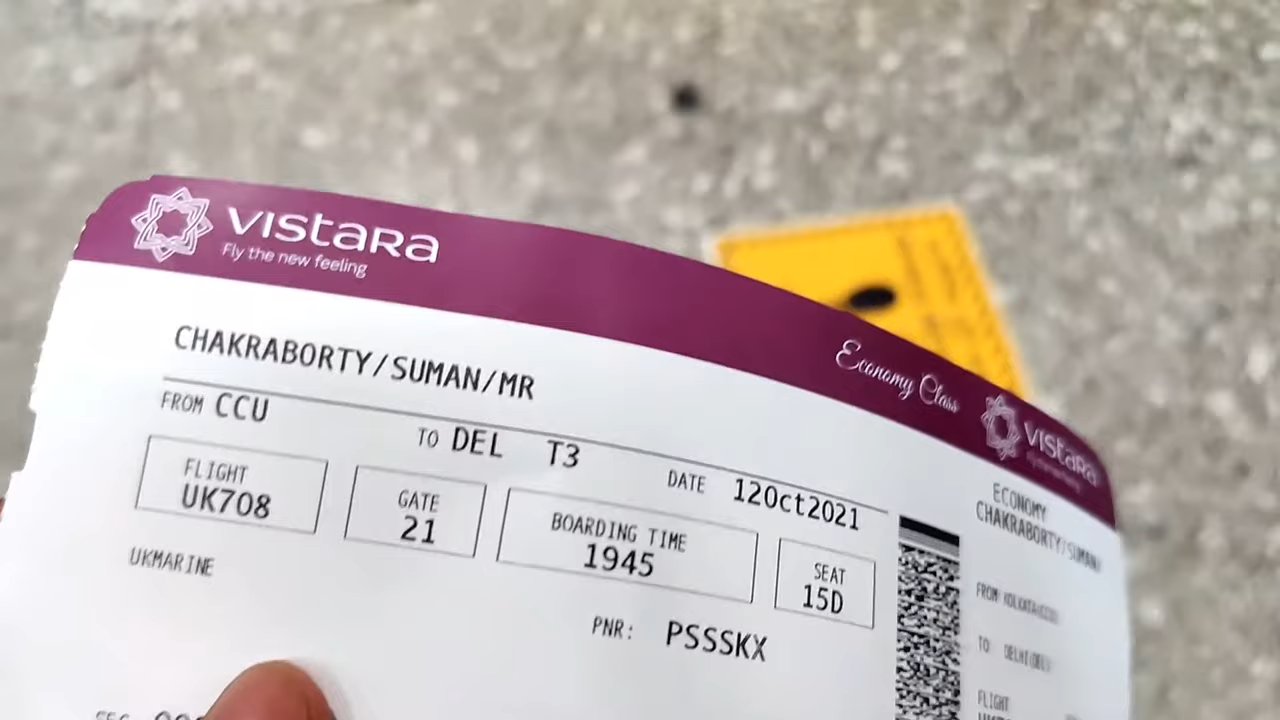 VISTARA
Fly the new feeling
Economy Class
VISTARA
CHAKRABORTY/SUMAN/MR
FROM CCU TO DEL T3 DATE 12Oct2021
FLIGHT UK708
GATE 21
BOARDING TIME 1945
SEAT 15D
UKMARINE
PNR: PSSSKX
ECONOMY
CHAKRABORTY/SUMAN/
FROM
TO DELHI
FLIGHT